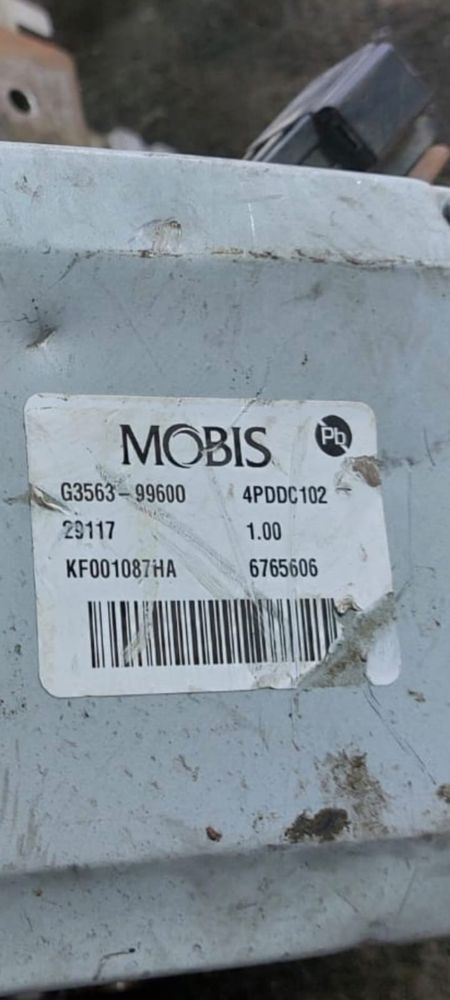 MOBIS Pb
G3563-99600 4PDDC102
29117 1.00
KF001087HA 6765606